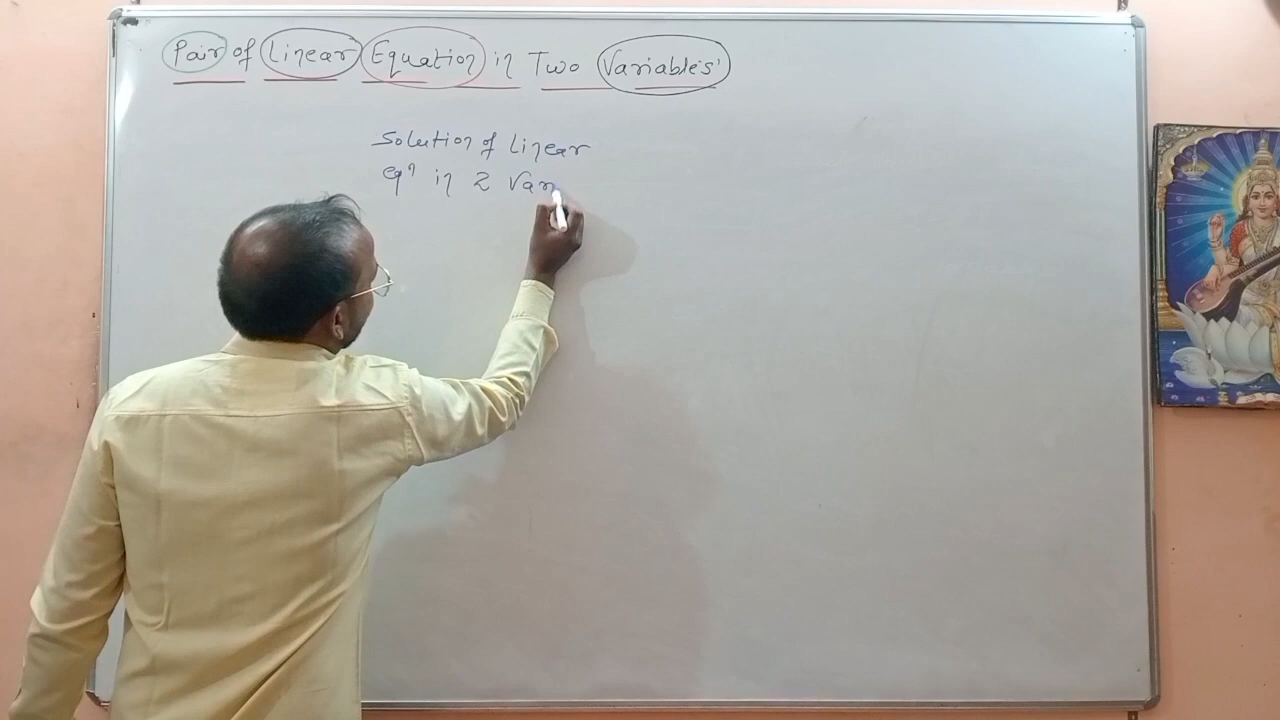 Pair of Linear Equation in Two Variables'
Solution of Linear
eqn in 2 Var